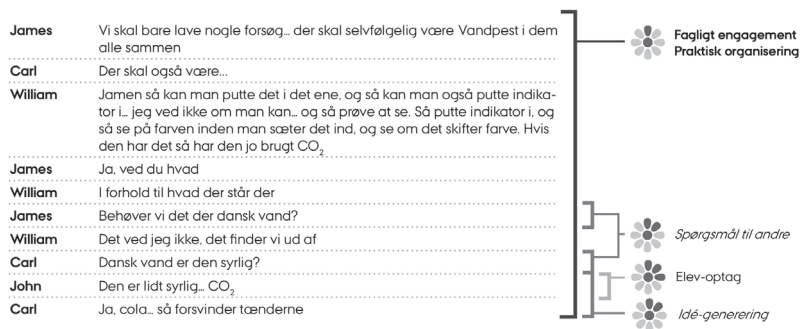 James Vi skal bare lave nogle forsøg... der skal selvfølgelig være Vandpest i dem
alle sammen
Carl Der skal også være...
William Jamen så kan man putte det i det ene, og så kan man også putte indika-
tor i... jeg ved ikke om man kan... og så prøve at se. Så putte indikator i, og
så se på farven inden man sæter det ind, og se om det skifter farve. Hvis
den har det så har den jo brugt CO₂
James Ja, ved du hvad
William I forhold til hvad der står der
James Behøver vi det der dansk vand?
William Det ved jeg ikke, det finder vi ud af
Carl Dansk vand er den syrlig?
John Den er lidt syrlig... CO₂
Carl Ja, cola... så forsvinder tænderne
Fagligt engagement
Praktisk organisering
Spørgsmål til andre
Elev-optag
Idé-generering